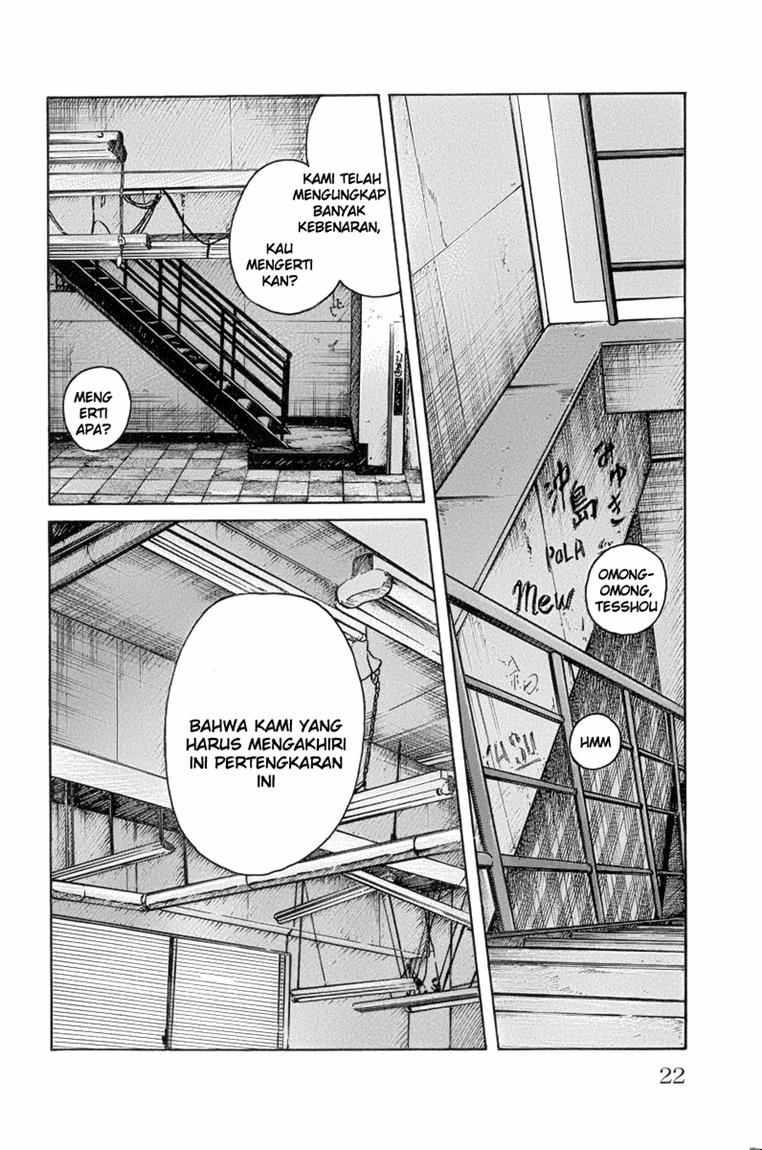 みゆき
沖島
POLA
Mew
OMONG-
OMONG,
TESSHOU
HMM
KAMI TELAH
MENGUNGKAP
BANYAK
KEBENARAN,
KAU
MENGERTI
KAN?
MENG
ERTI
APA?
BAHWA KAMI YANG
HARUS MENGAKHIRI
INI PERTENGKARAN
INI
22